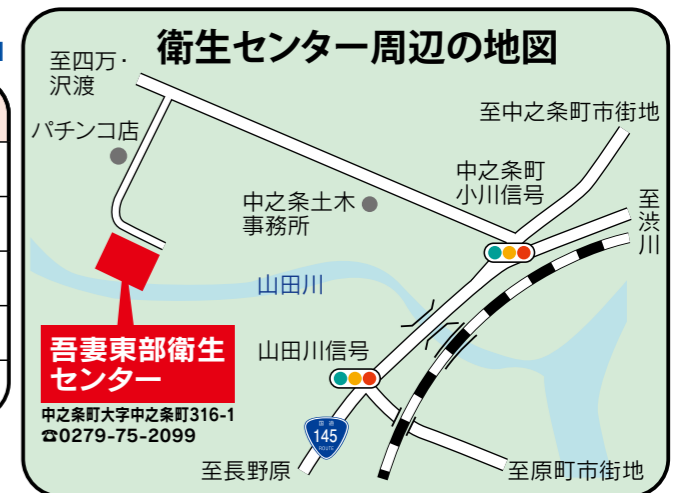 衛生センター周辺の地図
至四万・
沢渡
パチンコ店
至中之条町市街地
中之条町
小川信号
至渋川
中之条土木
事務所
山田川
吾妻東部衛生
センター
中之条町大字中之条町316-1
☎0279-75-2099
山田川信号
国道
145
ROUTE
至長野原
至原町市街地